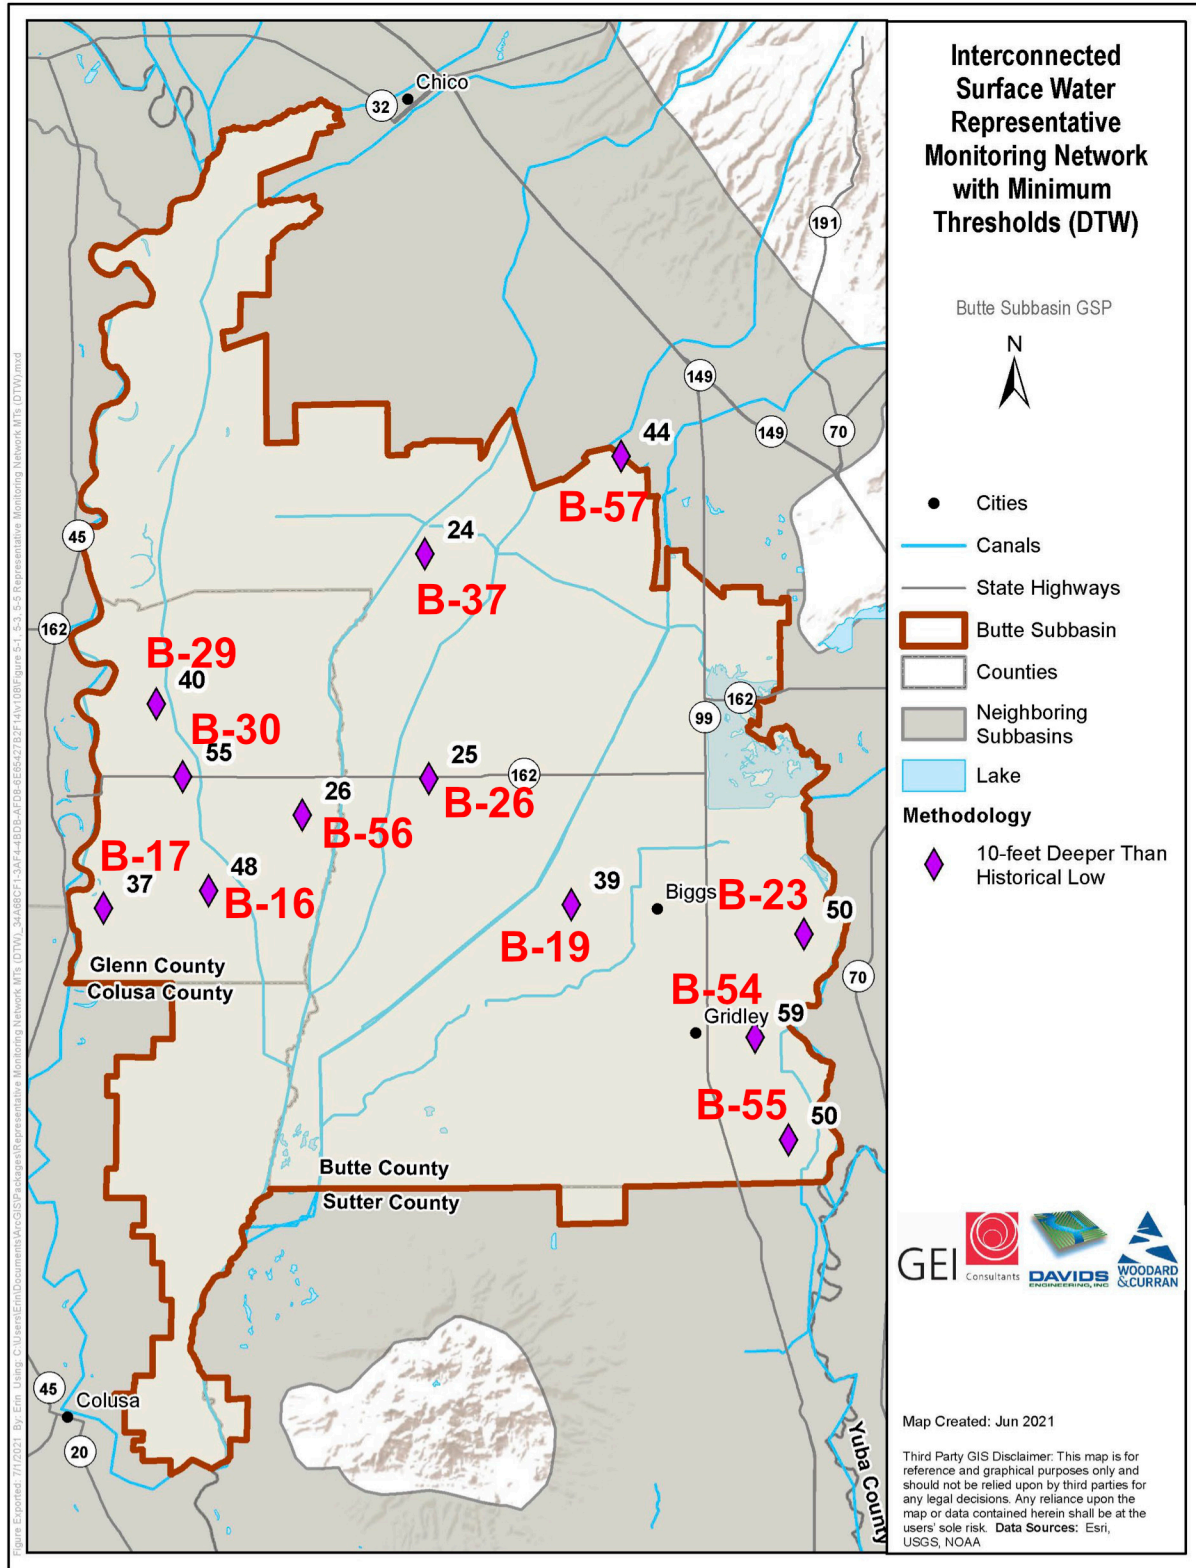 Interconnected
Surface Water
Representative
Monitoring Network
with Minimum
Thresholds (DTW)
Butte Subbasin GSP
N
Cities
Canals
State Highways
Butte Subbasin
Counties
Neighboring
Subbasins
Lake
Methodology
10-feet Deeper Than
Historical Low
GEI
Consultants
DAVIDS
ENGINEERING, INC
WOODARD
&CURRAN
Map Created: Jun 2021
Third Party GIS Disclaimer: This map is for
reference and graphical purposes only and
should not be relied upon by third parties for
any legal decisions. Any reliance upon the
map or data contained herein shall be at the
users' sole risk. Data Sources: Esri,
USGS, NOAA
Chico
32
191
149
149
70
44
B-57
45
24
B-37
162
B-29
40
B-30
55
162
99
25
162
B-26
26
B-56
B-17
37
48
B-16
39
B-19
Biggs
B-23
50
Glenn County
Colusa County
70
B-54
Gridley
59
B-55
50
Butte County
Sutter County
45
Colusa
20
Yuba County